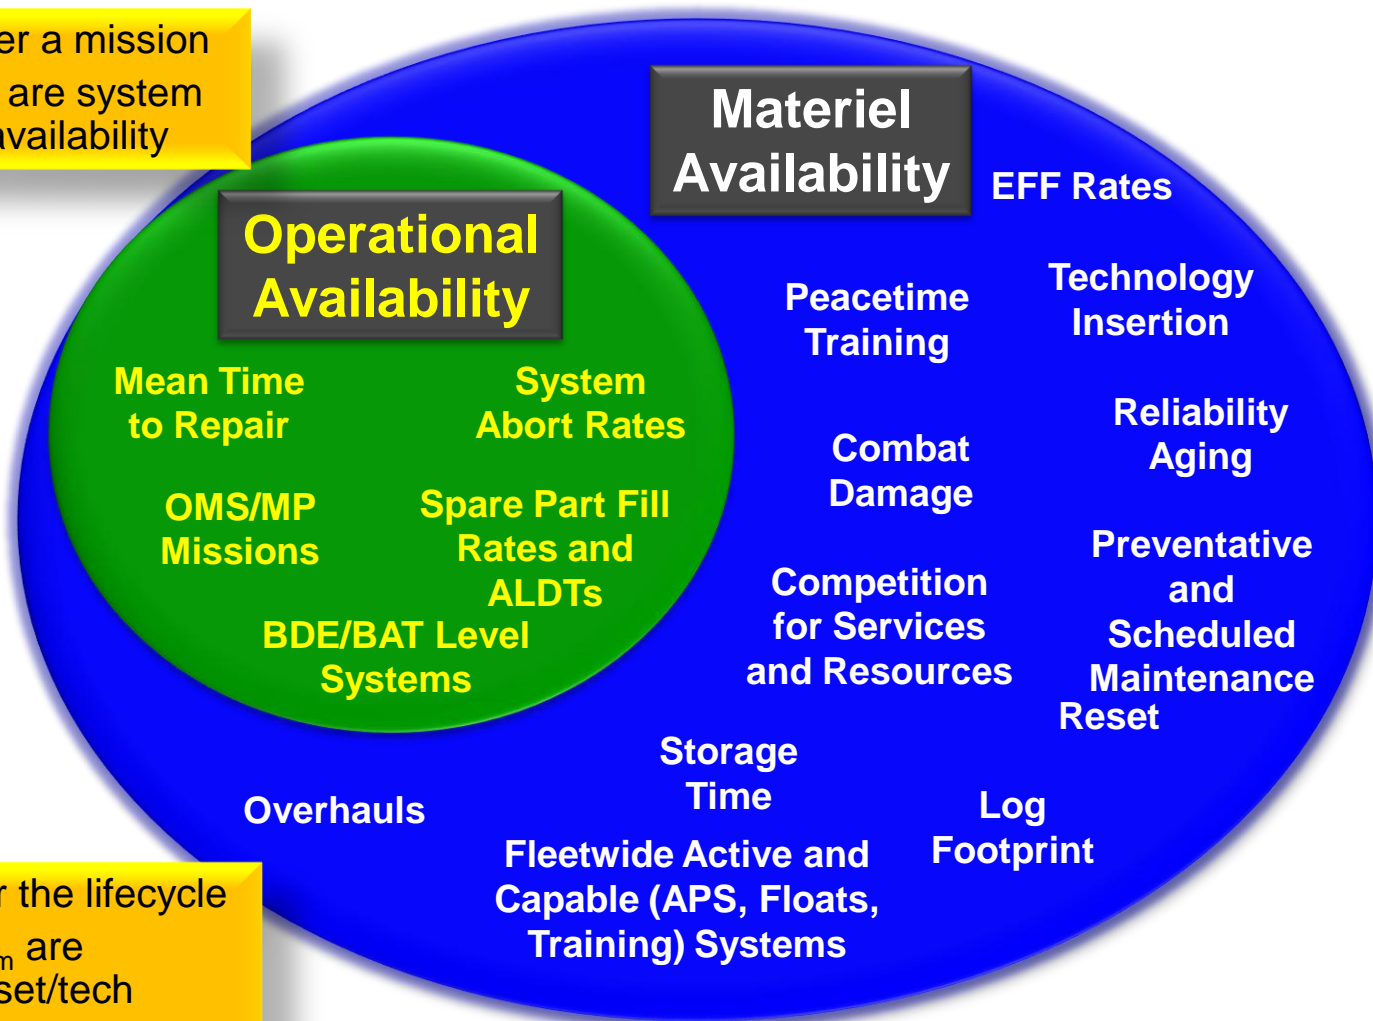 er a mission
are system
availability
Materiel
Availability
EFF Rates
Operational
Availability
Technology
Insertion
Peacetime
Training
Mean Time
to Repair
System
Abort Rates
Reliability
Aging
Combat
Damage
OMS/MP
Missions
Spare Part Fill
Rates and
ALDTs
Preventative
and
Scheduled
Maintenance
Reset
Competition
for Services
and Resources
BDE/BAT Level
Systems
Storage
Time
Overhauls
Log
Footprint
Fleetwide Active and
Capable (APS, Floats,
Training) Systems
r the lifecycle
m are
set/tech